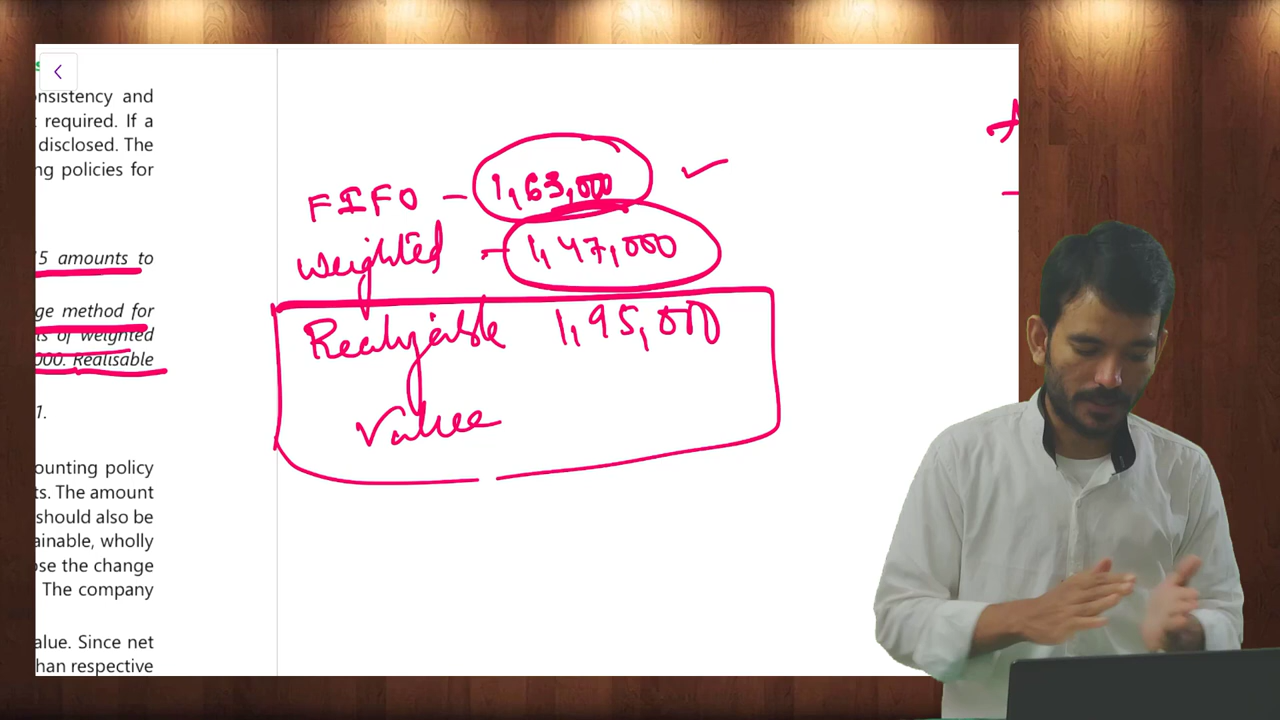 onsistency and
required. If a
disclosed. The
ng policies for
15 amounts to
ge method for
ls of weighted
000. Realisable
1.
ounting policy
ts. The amount
should also be
ainable, wholly
ose the change
The company
alue. Since net
han respective
FIFO - 1,63,000 ✓
Weighted - 1,47,000
Realizable 1,95,000
Value